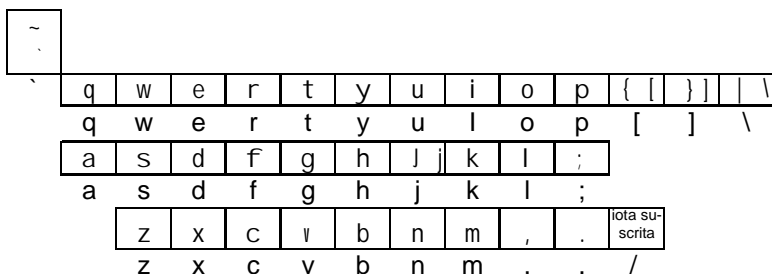 ~
`
q w e r t y u i o p { [ } ] | \
` q w e r t y u I o p [ ] \
a s d f g h J j k l ;
a s d f g h j k l ;
z x c v b n m , . iota su-
scrita
z x c v b n m , . /